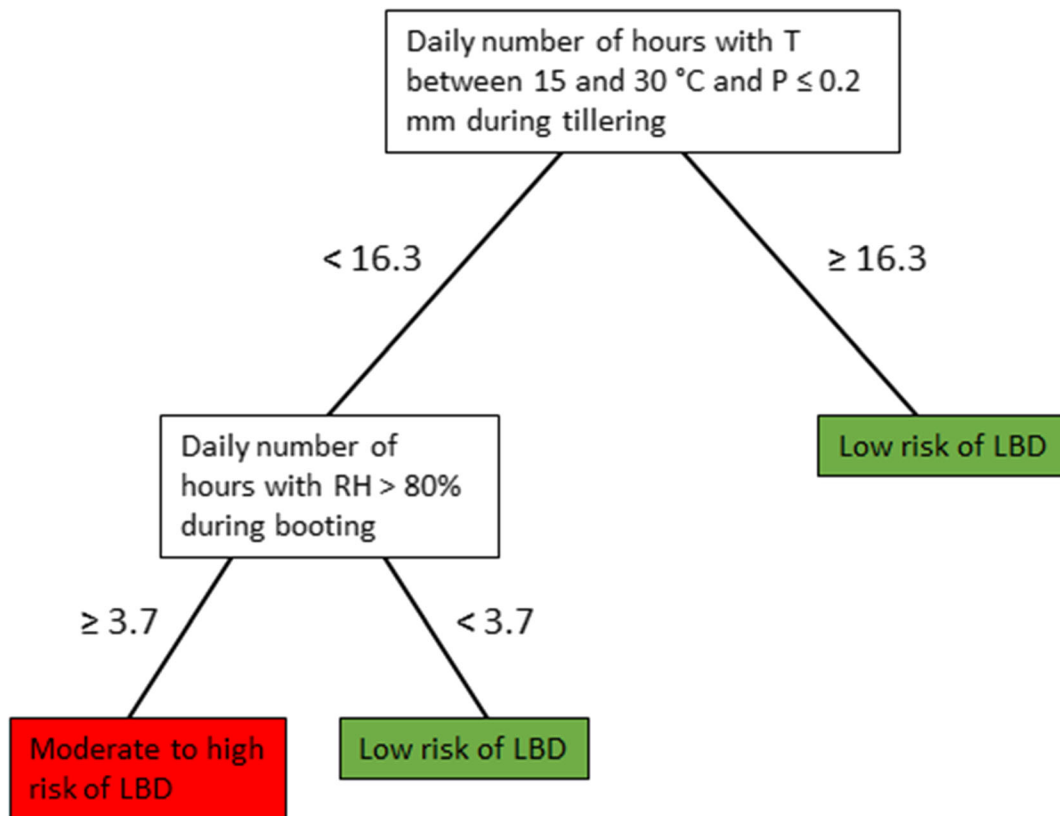 Daily number of hours with T
between 15 and 30 °C and P ≤ 0.2
mm during tillering
< 16.3
≥ 16.3
Daily number of
hours with RH > 80%
during booting
Low risk of LBD
≥ 3.7
< 3.7
Moderate to high
risk of LBD
Low risk of LBD